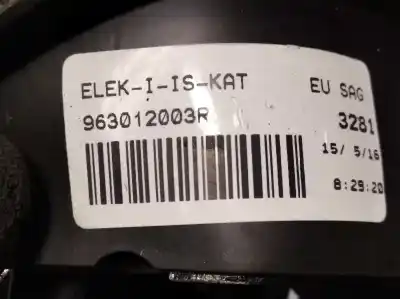 ELEK-I-IS-KAT
EU SAG
963012003R
3281
15/ 5/16
8:29:20